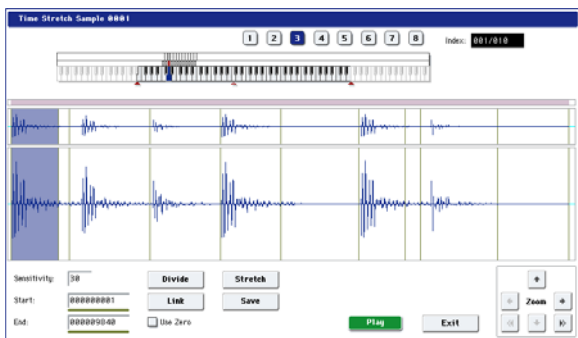 Time Stretch Sample 0001
1 2 3 4 5 6 7 8 Index: 001/010
Sensitivity: 30 Divide Stretch
Start: 000000001 Link Save Zoom
End: 000009840 Use Zero Play Exit